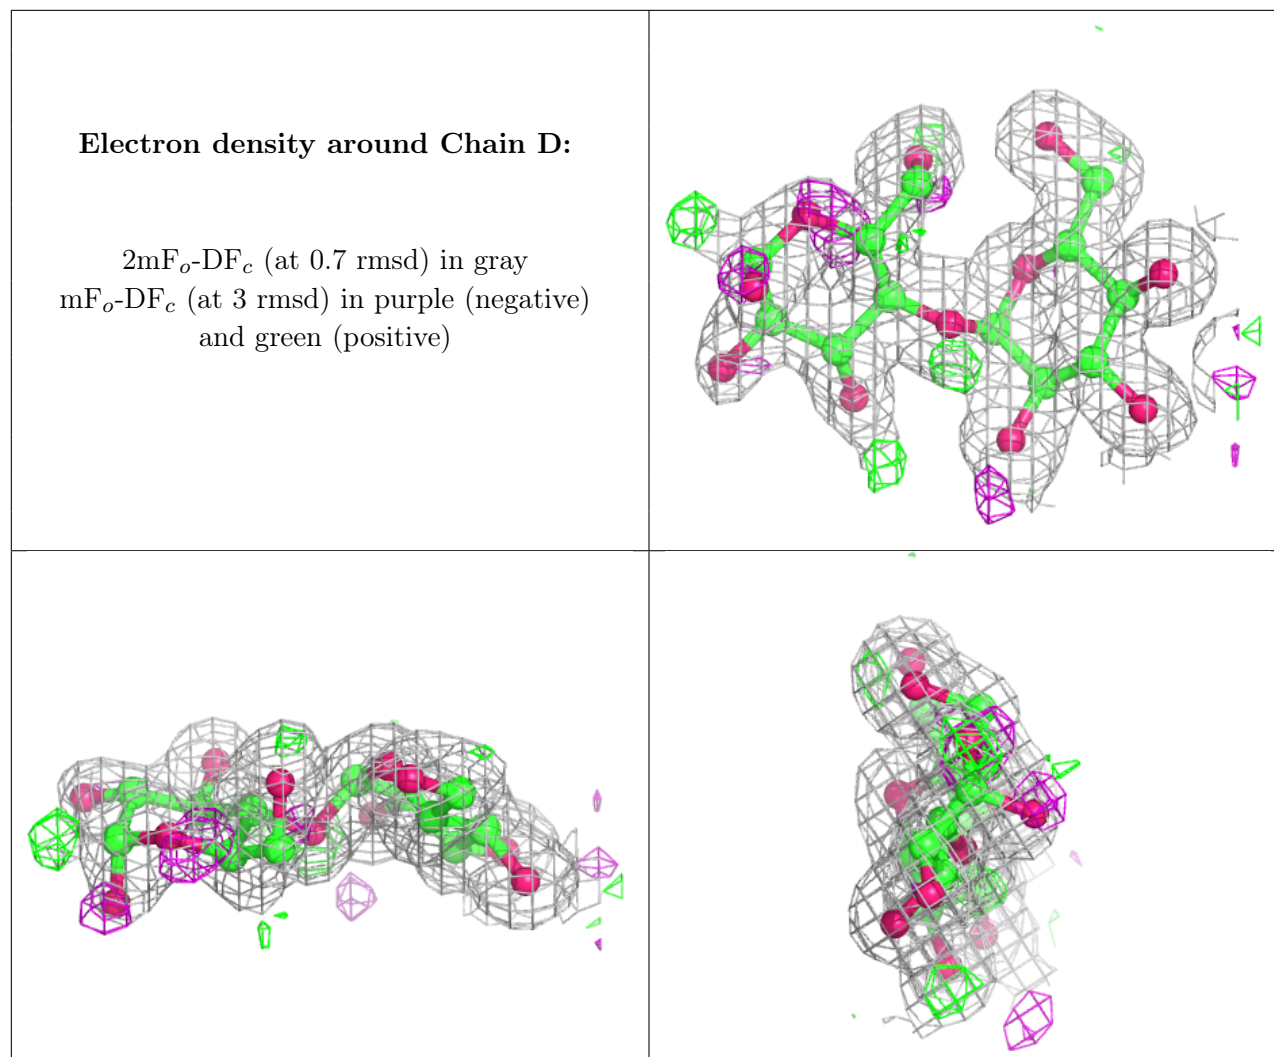 Electron density around Chain D:
2mFₒ-DF𝒸 (at 0.7 rmsd) in gray
mFₒ-DF𝒸 (at 3 rmsd) in purple (negative)
and green (positive)